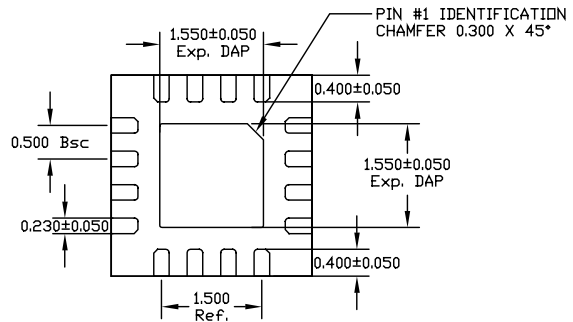 PIN #1 IDENTIFICATION
CHAMFER 0.300 X 45°
1.550±0.050
Exp. DAP
0.400±0.050
0.500 Bsc
1.550±0.050
Exp. DAP
0.230±0.050
0.400±0.050
1.500
Ref.